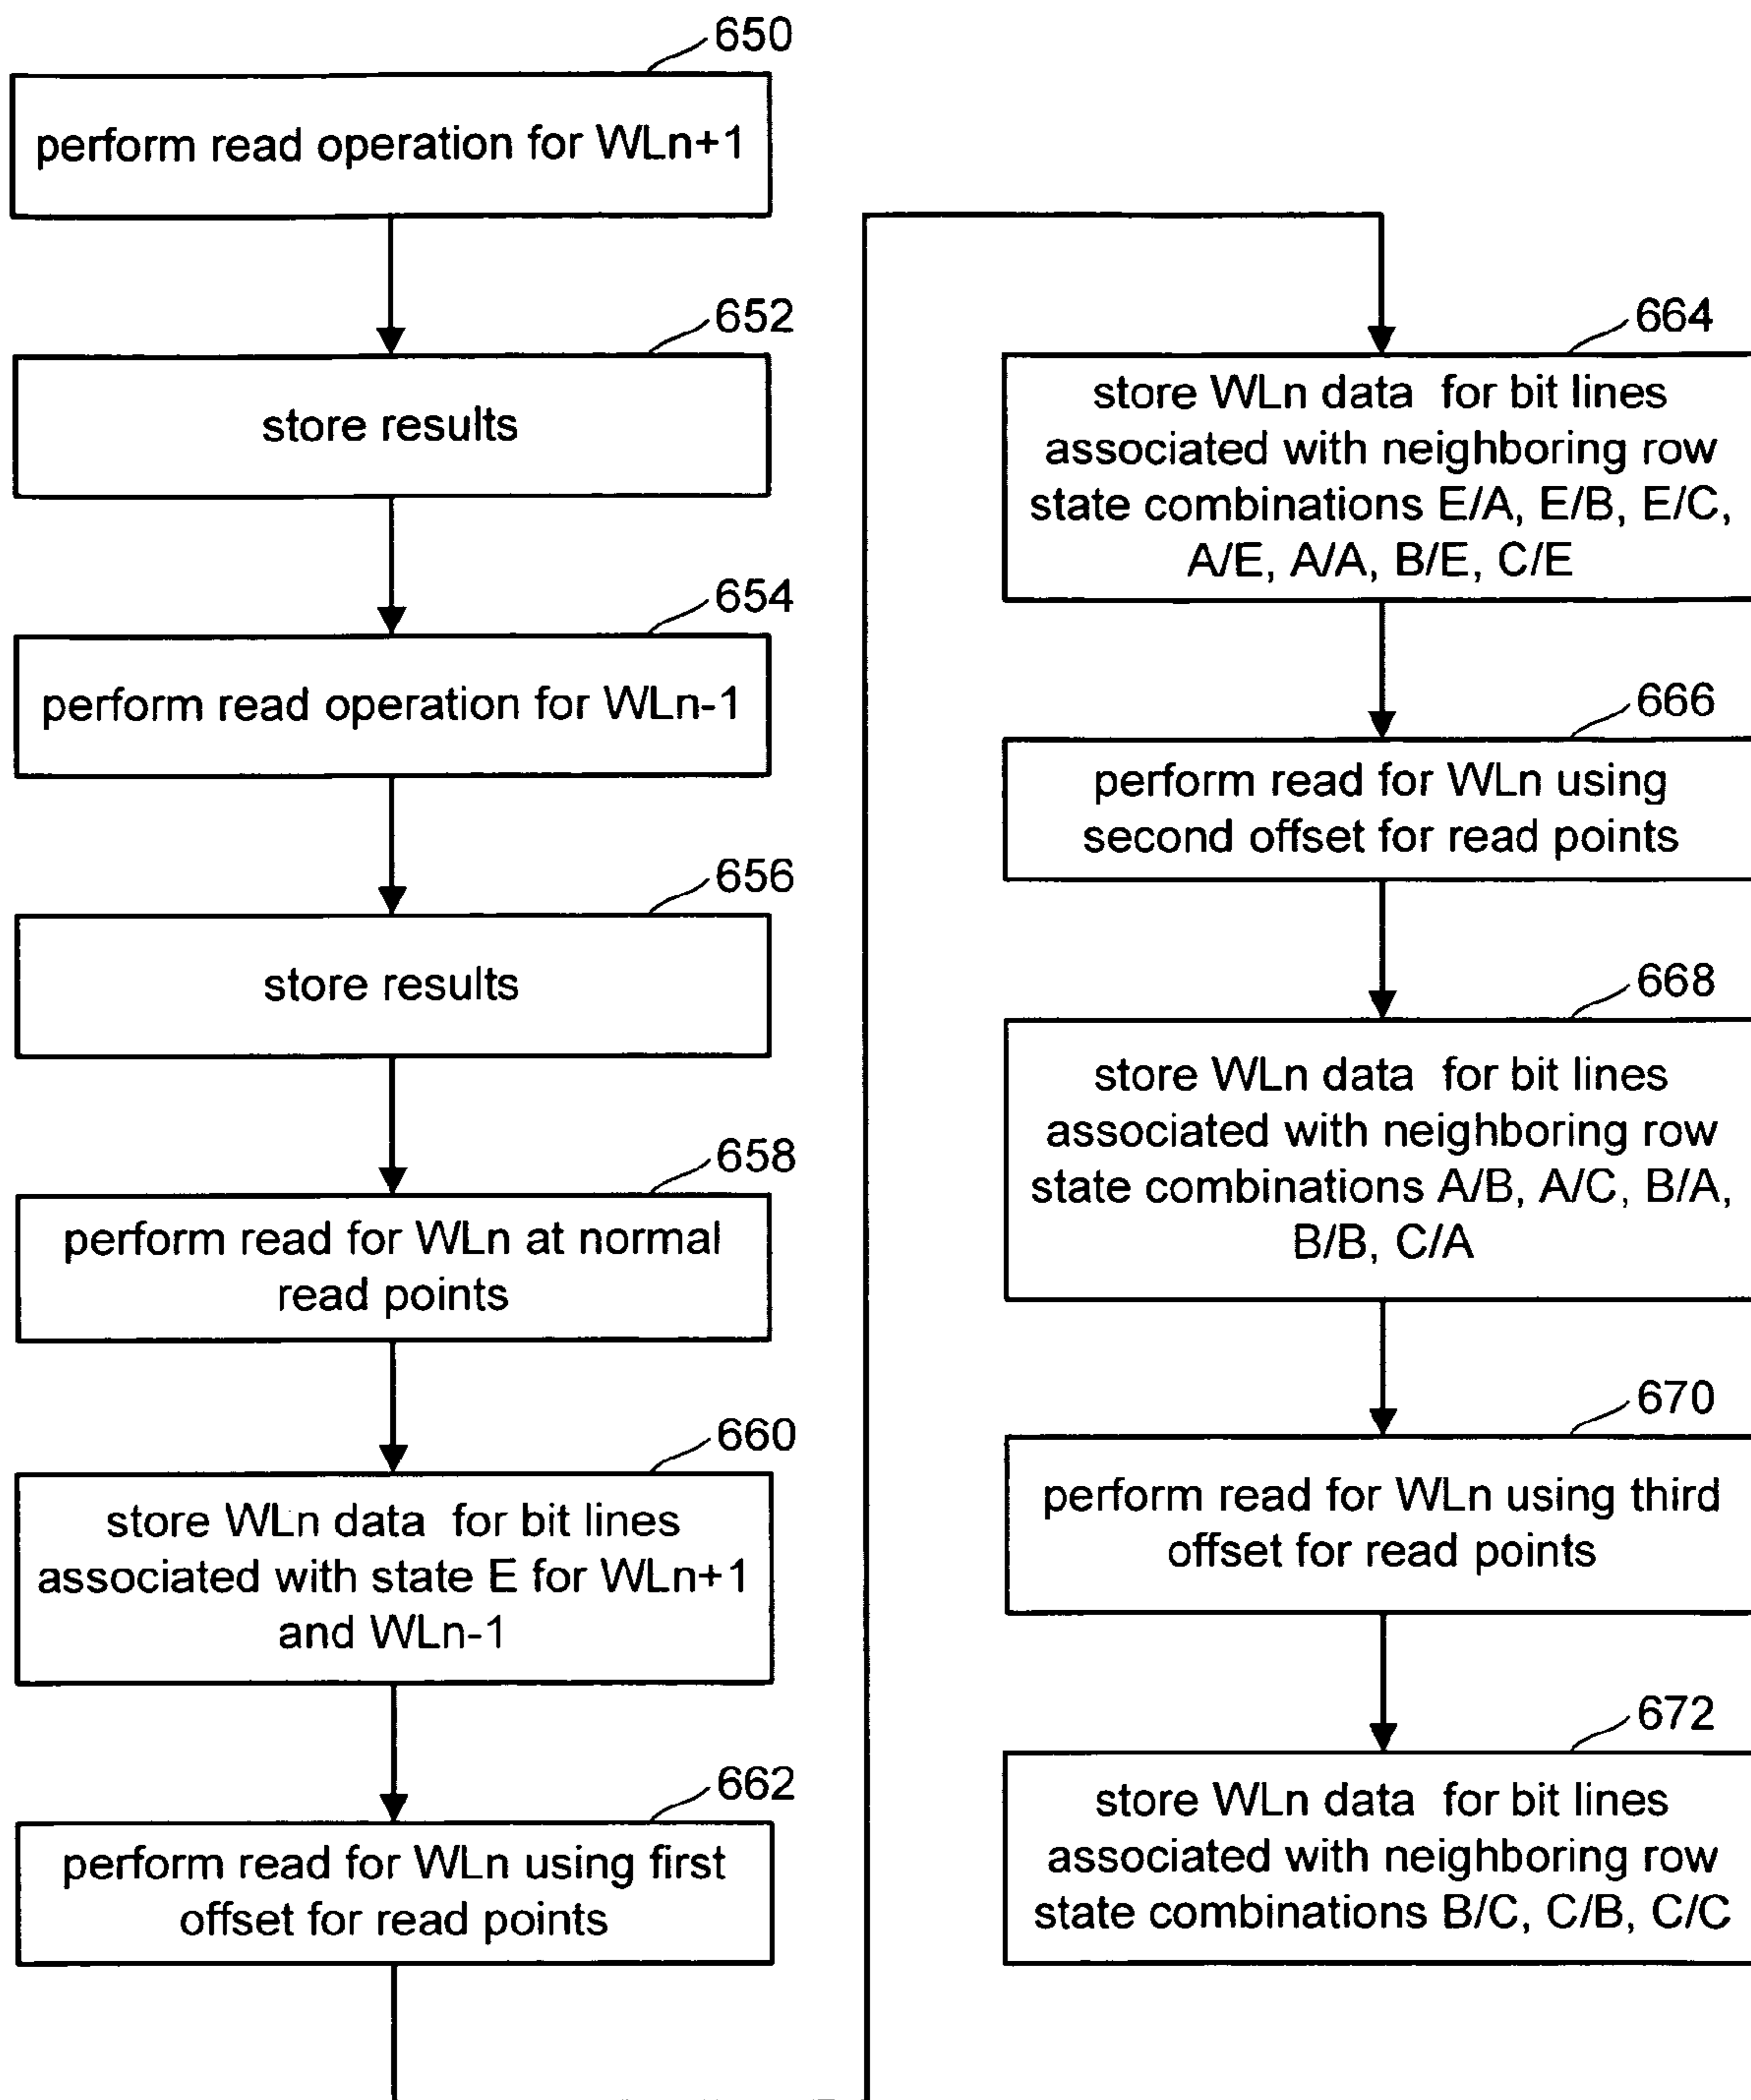 650
perform read operation for WLn+1
652
store results
654
perform read operation for WLn-1
656
store results
658
perform read for WLn at normal
read points
660
store WLn data for bit lines
associated with state E for WLn+1
and WLn-1
662
perform read for WLn using first
offset for read points
664
store WLn data for bit lines
associated with neighboring row
state combinations E/A, E/B, E/C,
A/E, A/A, B/E, C/E
666
perform read for WLn using
second offset for read points
668
store WLn data for bit lines
associated with neighboring row
state combinations A/B, A/C, B/A,
B/B, C/A
670
perform read for WLn using third
offset for read points
672
store WLn data for bit lines
associated with neighboring row
state combinations B/C, C/B, C/C